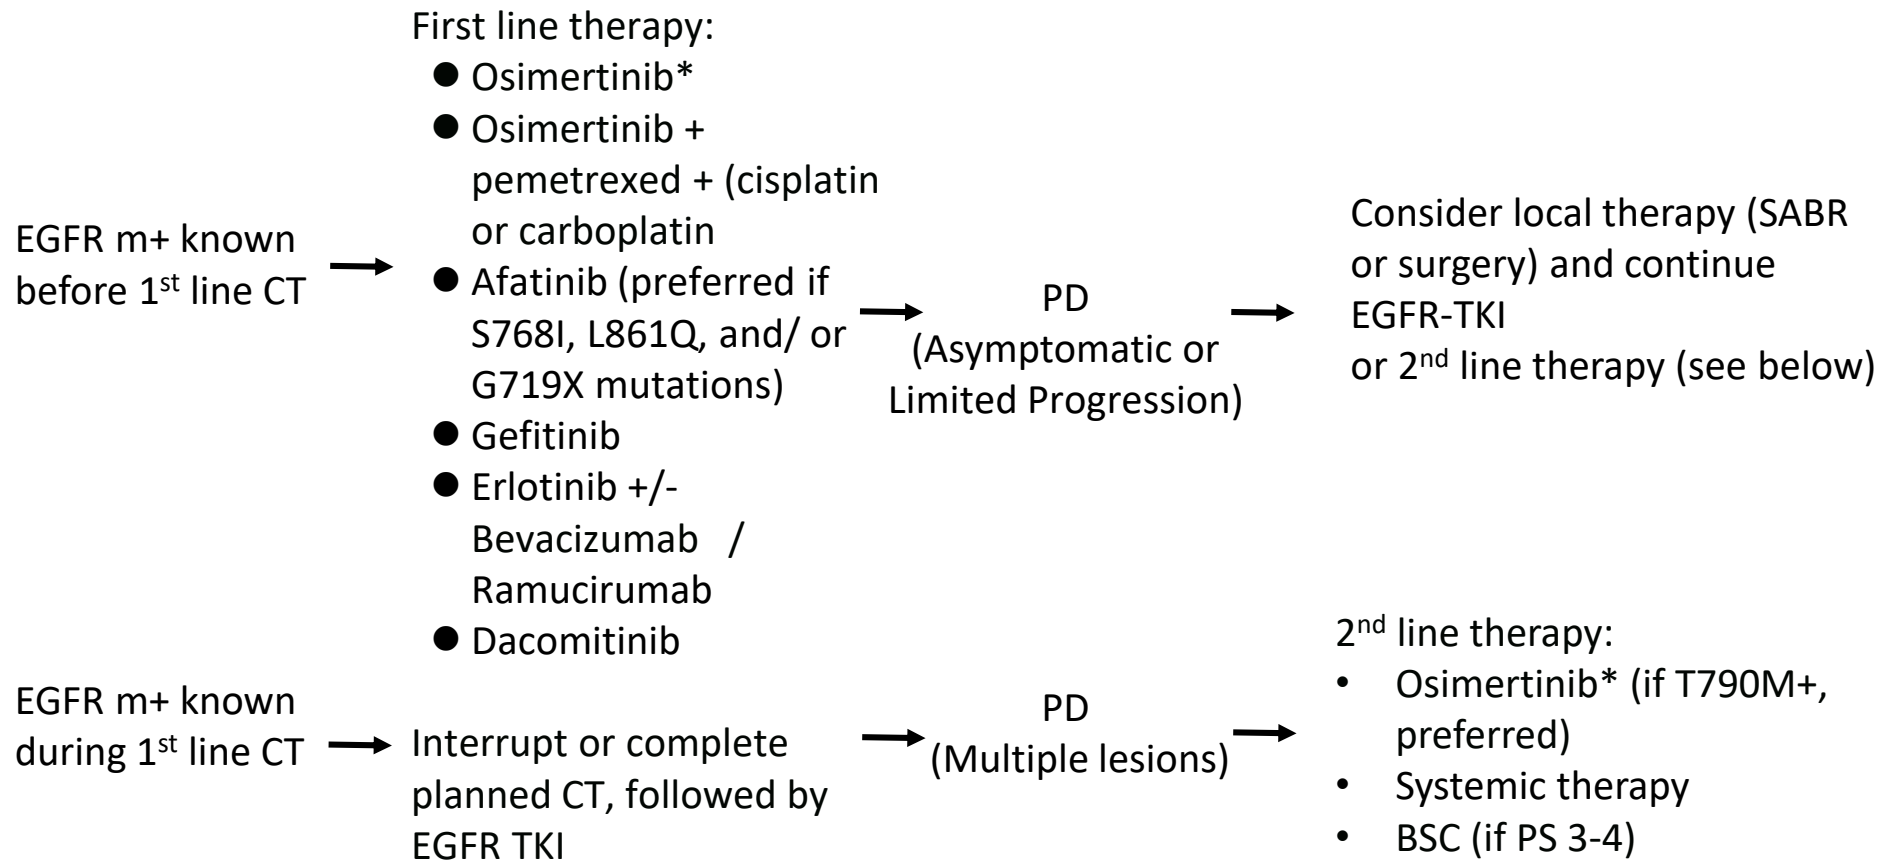 First line therapy:
● Osimertinib*
● Osimertinib +
pemetrexed + (cisplatin
or carboplatin
● Afatinib (preferred if
S768I, L861Q, and/ or
G719X mutations)
● Gefitinib
● Erlotinib +/-
Bevacizumab /
Ramucirumab
● Dacomitinib
EGFR m+ known
before 1st line CT
PD
(Asymptomatic or
Limited Progression)
Consider local therapy (SABR
or surgery) and continue
EGFR-TKI
or 2nd line therapy (see below)
EGFR m+ known
during 1st line CT
Interrupt or complete
planned CT, followed by
EGFR TKI
PD
(Multiple lesions)
2nd line therapy:
• Osimertinib* (if T790M+,
preferred)
• Systemic therapy
• BSC (if PS 3-4)